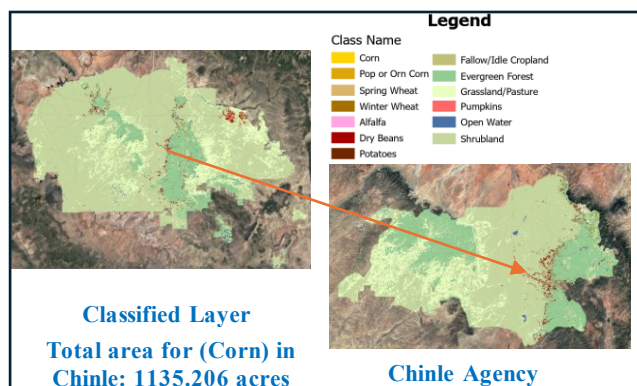 Legend
Class Name
Corn
Pop or Orn Corn
Spring Wheat
Winter Wheat
Alfalfa
Dry Beans
Potatoes
Fallow/Idle Cropland
Evergreen Forest
Grassland/Pasture
Pumpkins
Open Water
Shrubland
Classified Layer
Total area for (Corn) in
Chinle: 1135.206 acres
Chinle Agency